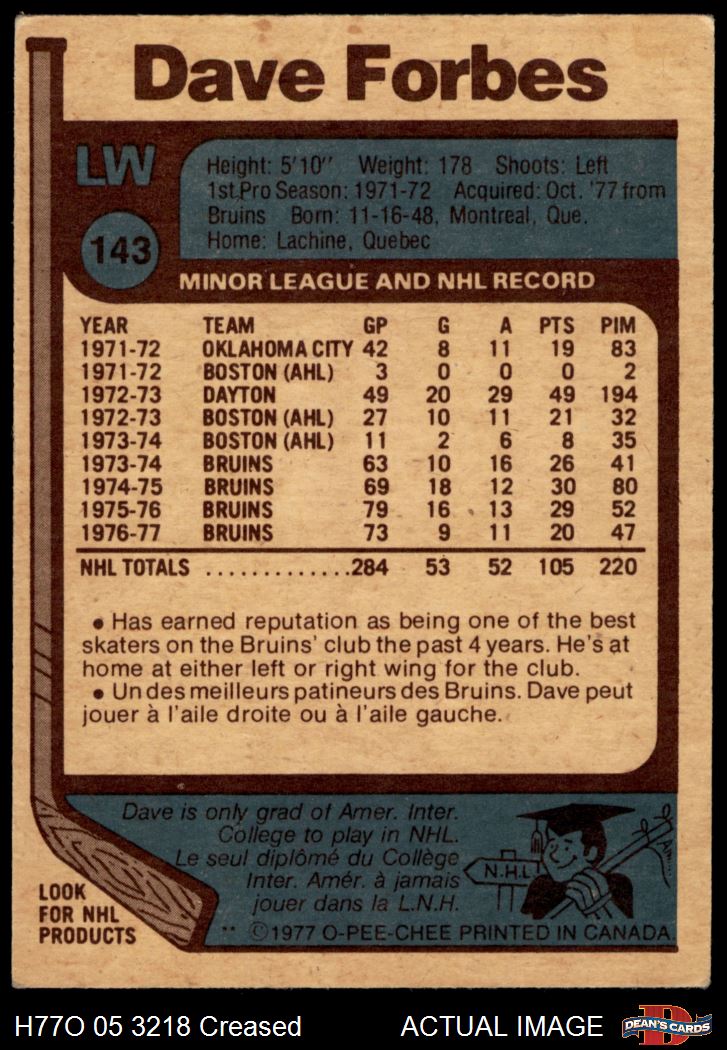 Dave Forbes
LW
Height: 5'10" Weight: 178 Shoots: Left
1st Pro Season: 1971-72 Acquired: Oct. '77 from
Bruins Born: 11-16-48, Montreal, Que.
Home: Lachine, Quebec
143
MINOR LEAGUE AND NHL RECORD
YEAR TEAM GP G A PTS PIM
1971-72 OKLAHOMA CITY 42 8 11 19 83
1971-72 BOSTON (AHL) 3 0 0 0 2
1972-73 DAYTON 49 20 29 49 194
1972-73 BOSTON (AHL) 27 10 11 21 32
1973-74 BOSTON (AHL) 11 2 6 8 35
1973-74 BRUINS 63 10 16 26 41
1974-75 BRUINS 69 18 12 30 80
1975-76 BRUINS 79 16 13 29 52
1976-77 BRUINS 73 9 11 20 47
NHL TOTALS ............. 284 53 52 105 220
• Has earned reputation as being one of the best
skaters on the Bruins' club the past 4 years. He's at
home at either left or right wing for the club.
• Un des meilleurs patineurs des Bruins. Dave peut
jouer à l'aile droite ou à l'aile gauche.
Dave is only grad of Amer. Inter.
College to play in NHL.
Le seul diplômé du Collège
Inter. Amér. à jamais
jouer dans la L.N.H.
N.H.L
LOOK
FOR NHL
PRODUCTS
** ©1977 O-PEE-CHEE PRINTED IN CANADA
H77O 05 3218 Creased
ACTUAL IMAGE
D
DEAN'S CARDS